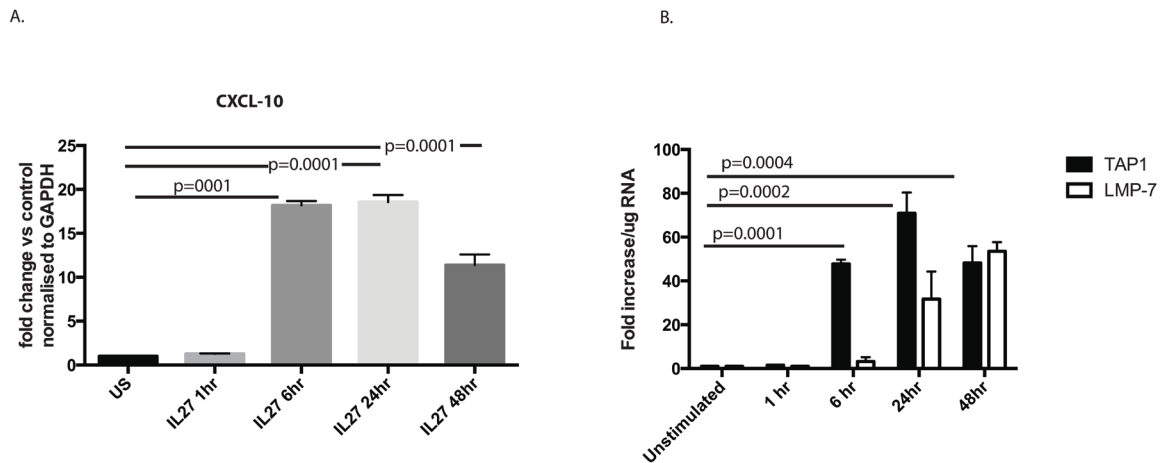 A.
CXCL-10
fold change vs control
normalised to GAPDH
25
20
15
10
5
0
p=0.0001
p=0.0001
p=0001
US
IL27 1hr
IL27 6hr
IL27 24hr
IL27 48hr
B.
Fold increase/ug RNA
100
80
60
40
20
0
p=0.0004
p=0.0002
p=0.0001
Unstimulated
1 hr
6 hr
24hr
48hr
TAP1
LMP-7